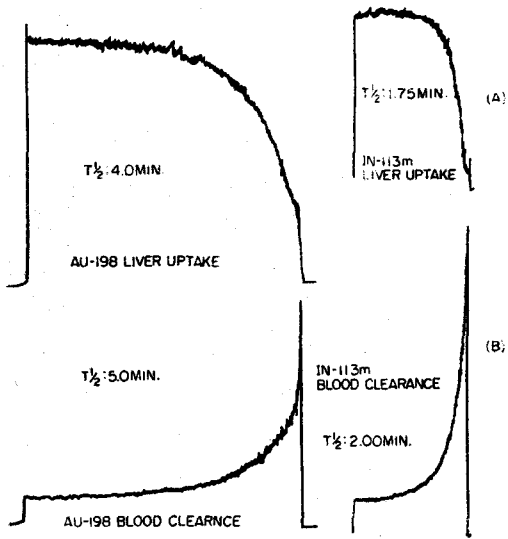 T½:1.75MIN.
(A)
IN-113m
LIVER UPTAKE
T½:4.0MIN.
AU-198 LIVER UPTAKE
(B)
T½:5.0MIN.
IN-113m
BLOOD CLEARANCE
T½:2.00MIN.
AU-198 BLOOD CLEARNCE